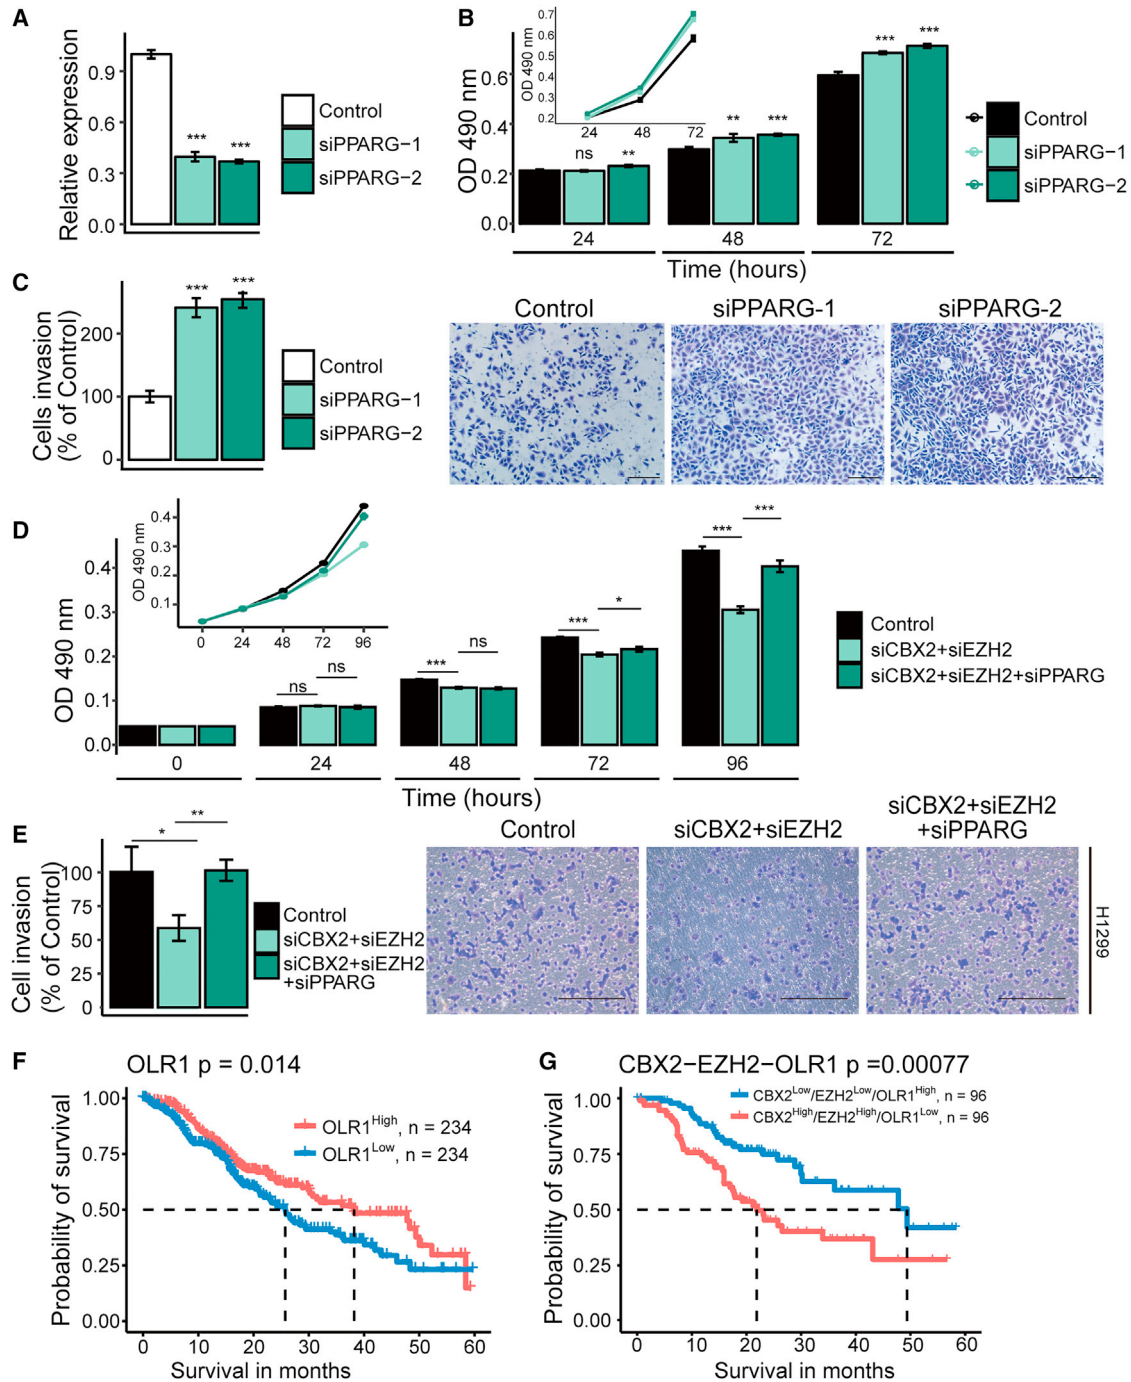 A
Relative expression
0.9
0.6
0.3
0.0
***
***
Control
siPPARG−1
siPPARG−2
B
OD 490 nm
0.6
0.4
0.2
0.0
OD 490 nm
0.7
0.6
0.5
0.4
0.3
0.2
24
48
72
ns
**
**
***
***
***
24
48
72
Time (hours)
Control
siPPARG−1
siPPARG−2
C
Cells invasion
(% of Control)
200
100
0
***
***
Control
siPPARG−1
siPPARG−2
Control
siPPARG-1
siPPARG-2
D
OD 490 nm
0.4
0.3
0.2
0.1
0.0
OD 490 nm
0.4
0.3
0.2
0.1
0
24
48
72
96
ns
ns
***
ns
***
*
***
***
0
24
48
72
96
Time (hours)
Control
siCBX2+siEZH2
siCBX2+siEZH2+siPPARG
E
Cell invasion
(% of Control)
100
75
50
25
0
*
**
Control
siCBX2+siEZH2
siCBX2+siEZH2
+siPPARG
Control
siCBX2+siEZH2
siCBX2+siEZH2
+siPPARG
H1299
F
OLR1 p = 0.014
Probability of survival
1.00
0.75
0.50
0.25
0.00
OLR1High, n = 234
OLR1Low, n = 234
0
10
20
30
40
50
60
Survival in months
G
CBX2−EZH2−OLR1 p =0.00077
Probability of survival
1.00
0.75
0.50
0.25
0.00
CBX2Low/EZH2Low/OLR1High, n = 96
CBX2High/EZH2High/OLR1Low, n = 96
0
10
20
30
40
50
60
Survival in months